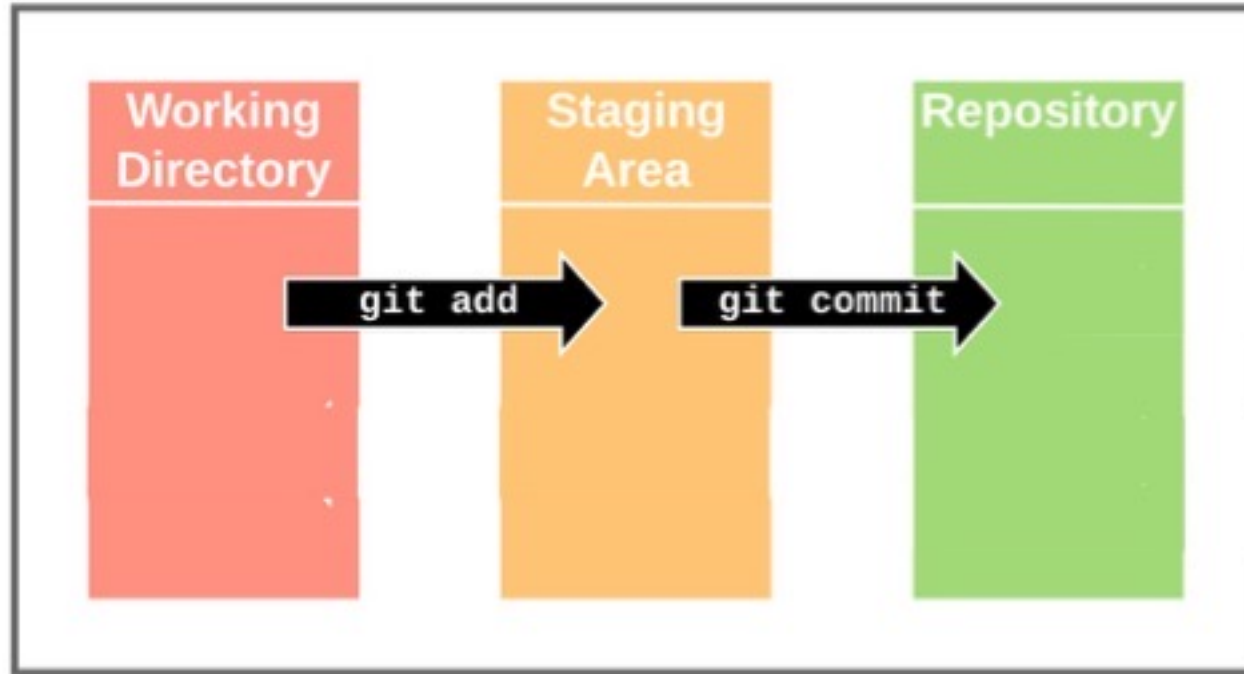 Working
Directory
Staging
Area
Repository
git add
git commit